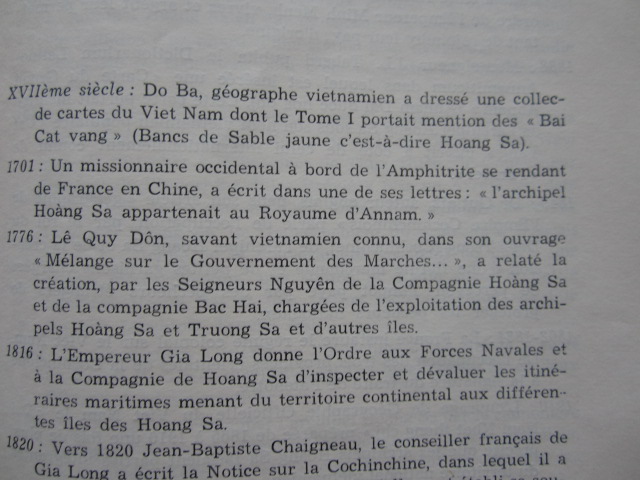 XVIIème siècle : Do Ba, géographe vietnamien a dressé une collec-
de cartes du Viet Nam dont le Tome I portait mention des « Bai
Cat vang » (Bancs de Sable jaune c'est-à-dire Hoang Sa).
1701 : Un missionnaire occidental à bord de l'Amphitrite se rendant
de France en Chine, a écrit dans une de ses lettres : « l'archipel
Hoàng Sa appartenait au Royaume d'Annam. »
1776 : Lê Quy Dôn, savant vietnamien connu, dans son ouvrage
« Mélange sur le Gouvernement des Marches... », a relaté la
création, par les Seigneurs Nguyên de la Compagnie Hoàng Sa
et de la compagnie Bac Hai, chargées de l'exploitation des archi-
pels Hoàng Sa et Truong Sa et d'autres îles.
1816 : L'Empereur Gia Long donne l'Ordre aux Forces Navales et
à la Compagnie de Hoang Sa d'inspecter et dévaluer les itiné-
raires maritimes menant du territoire continental aux différen-
tes îles des Hoang Sa.
1820 : Vers 1820 Jean-Baptiste Chaigneau, le conseiller français de
Gia Long a écrit la Notice sur la Cochinchine, dans lequel il a